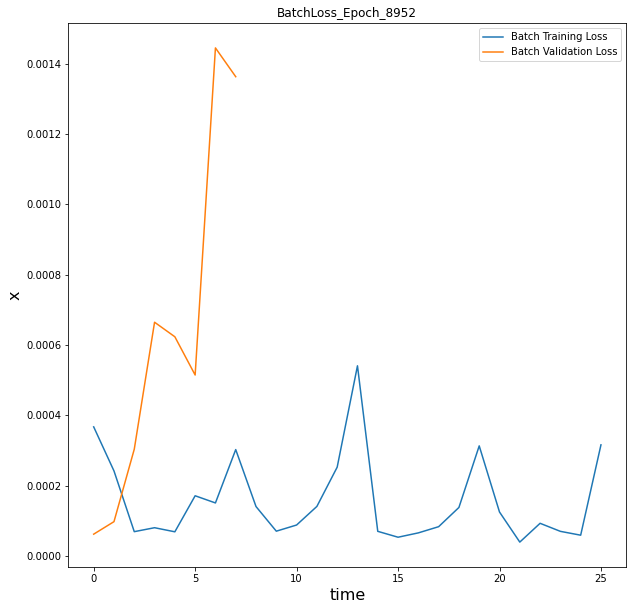 BatchLoss_Epoch_8952
Batch Training Loss
Batch Validation Loss
0.0014
0.0012
0.0010
0.0008
0.0006
0.0004
0.0002
0.0000
x
0 5 10 15 20 25
time